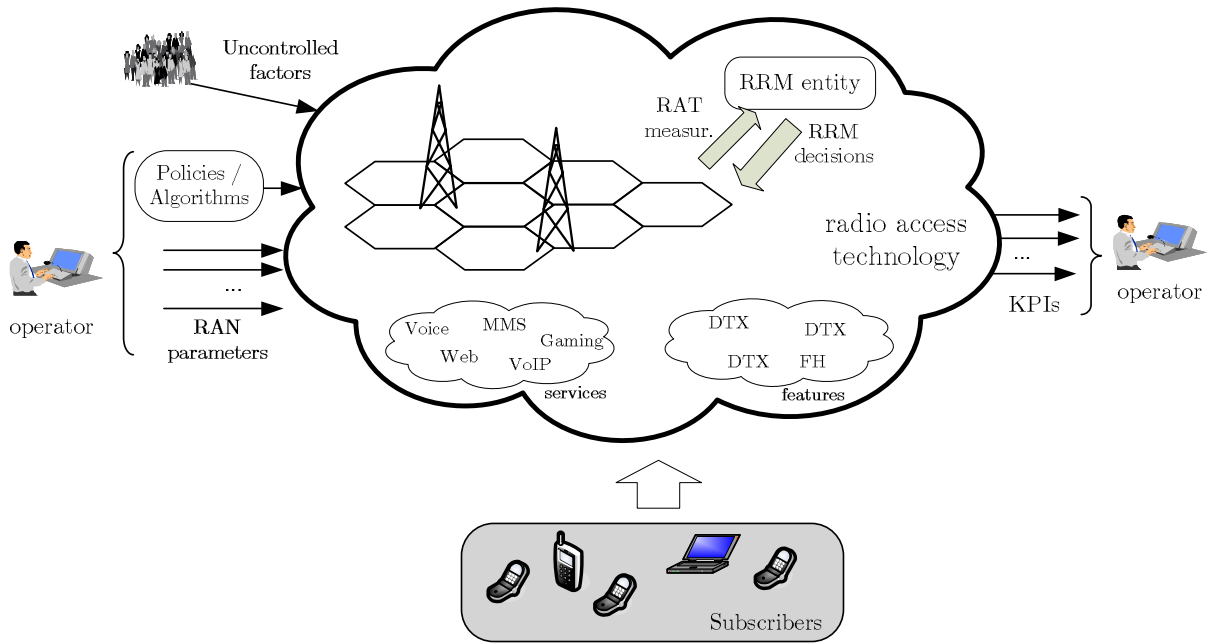 Uncontrolled
factors
Policies /
Algorithms
operator
...
RAN
parameters
RRM entity
RAT
measur.
RRM
decisions
radio access
technology
Voice
MMS
Gaming
Web
VoIP
services
DTX
DTX
DTX
FH
features
...
KPIs
operator
Subscribers